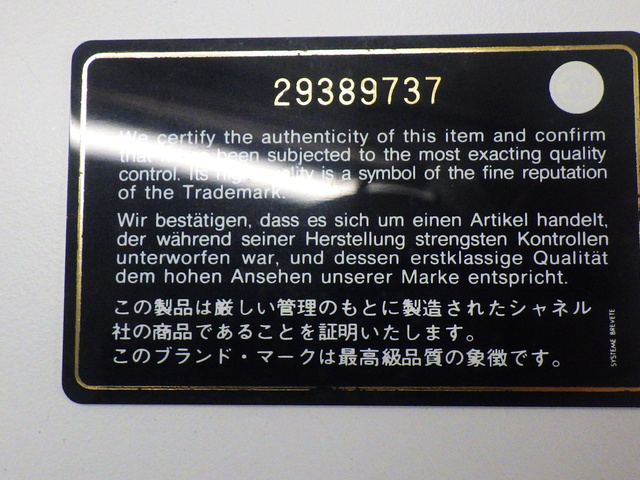 29389737
We certify the authenticity of this item and confirm
that it has been subjected to the most exacting quality
control. Its high quality is a symbol of the fine reputation
of the Trademark.
Wir bestätigen, dass es sich um einen Artikel handelt,
der während seiner Herstellung strengsten Kontrollen
unterworfen war, und dessen erstklassige Qualität
dem hohen Ansehen unserer Marke entspricht.
この製品は厳しい管理のもとに製造されたシャネル
社の商品であることを証明いたします。
このブランド・マークは最高級品質の象徴です。
SYSTEME BREVETE